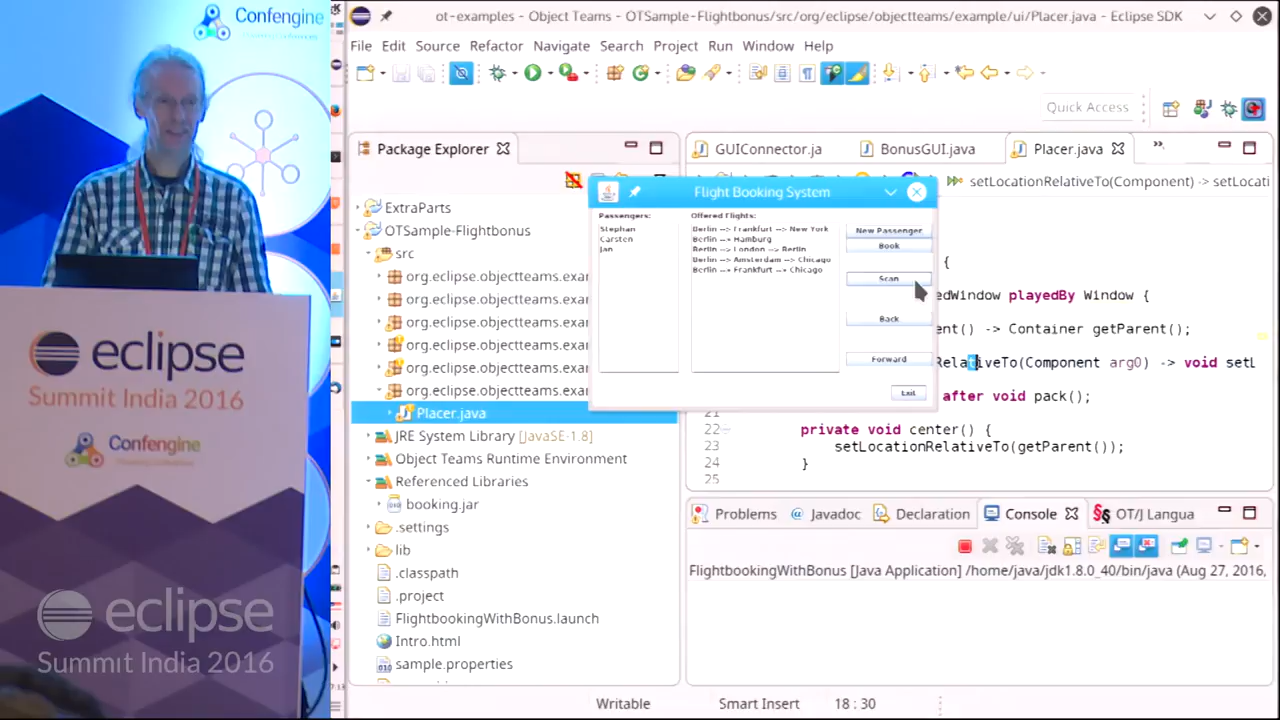 Confengine
eclipse
Summit India 2016
Confengine
eclipse
Summit India 2016
ot-examples - Object Teams - OTSample-Flightbonus/src/org/eclipse/objectteams/example/ui/Placer.java - Eclipse SDK
File Edit Source Refactor Navigate Search Project Run Window Help
Quick Access
Package Explorer
GUIConnector.ja
BonusGUI.java
Placer.java
setLocationRelativeTo(Component) -> setLocati
ExtraParts
OTSample-Flightbonus
src
org.eclipse.objectteams.exar
org.eclipse.objectteams.exar
org.eclipse.objectteams.exar
org.eclipse.objectteams.exar
org.eclipse.objectteams.exar
org.eclipse.objectteams.exar
Placer.java
JRE System Library [JavaSE-1.8]
Object Teams Runtime Environment
Referenced Libraries
booking.jar
.settings
lib
.classpath
.project
FlightbookingWithBonus.launch
Intro.html
sample.properties
Flight Booking System
Passengers:
Stephan
Carsten
Jan
Offered Flights:
Berlin --> Frankfurt --> New York
Berlin --> Hamburg
Berlin --> London --> Berlin
Berlin --> Amsterdam --> Chicago
Berlin --> Frankfurt --> Chicago
New Passenger
Book
Scan
Back
Forward
Exit
{
edWindow playedBy Window {
ent() -> Container getParent();
RelativeTo(Component arg0) -> void setL
after void pack();
21
22 private void center() {
23 setLocationRelativeTo(getParent());
24 }
25
Problems @ Javadoc Declaration Console OT/J Langua
FlightbookingWithBonus [Java Application] /home/java/jdk1.8.0_40/bin/java (Aug 27, 2016,
Writable Smart Insert 18 : 30